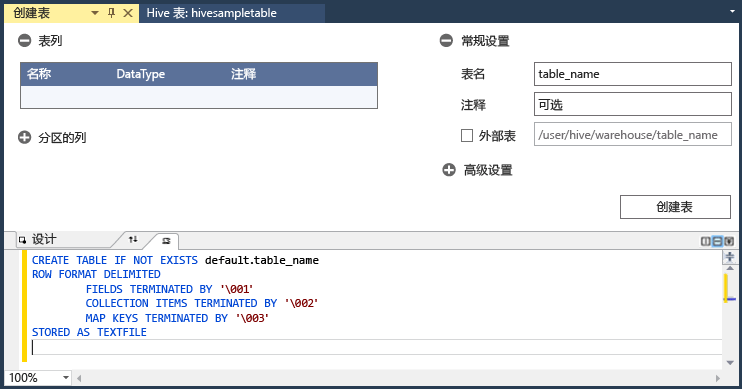 创建表
Hive 表: hivesampletable
表列
名称 DataType 注释
分区的列
常规设置
表名 table_name
注释 可选
外部表 /user/hive/warehouse/table_name
高级设置
创建表
设计
CREATE TABLE IF NOT EXISTS default.table_name
ROW FORMAT DELIMITED
FIELDS TERMINATED BY '\001'
COLLECTION ITEMS TERMINATED BY '\002'
MAP KEYS TERMINATED BY '\003'
STORED AS TEXTFILE
100%